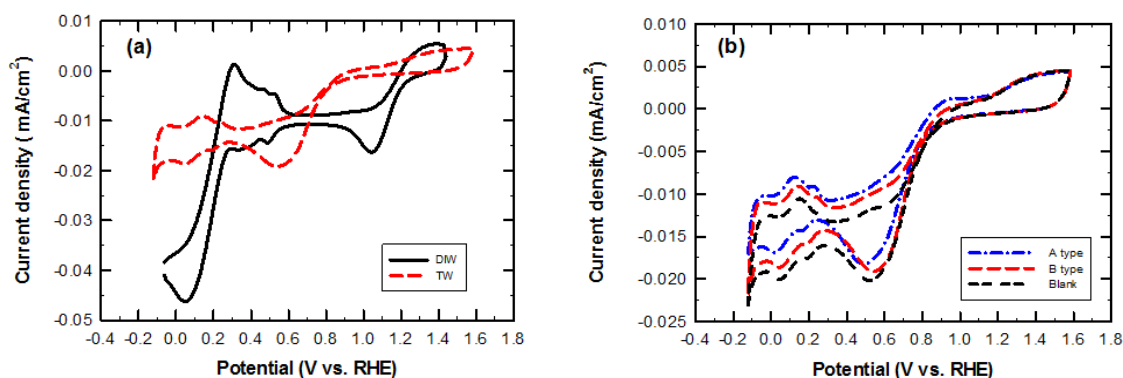 (a)
Current density ( mA/cm²)
0.010
0.00
-0.01
-0.02
-0.03
-0.04
-0.05
DIW
TW
-0.4 -0.2 0.0 0.2 0.4 0.6 0.8 1.0 1.2 1.4 1.6 1.8
Potential (V vs. RHE)
(b)
Current density (mA/cm²)
0.010
0.005
0.000
-0.005
-0.010
-0.015
-0.020
-0.025
A type
B type
Blank
-0.4 -0.2 0.0 0.2 0.4 0.6 0.8 1.0 1.2 1.4 1.6 1.8
Potential (V vs. RHE)